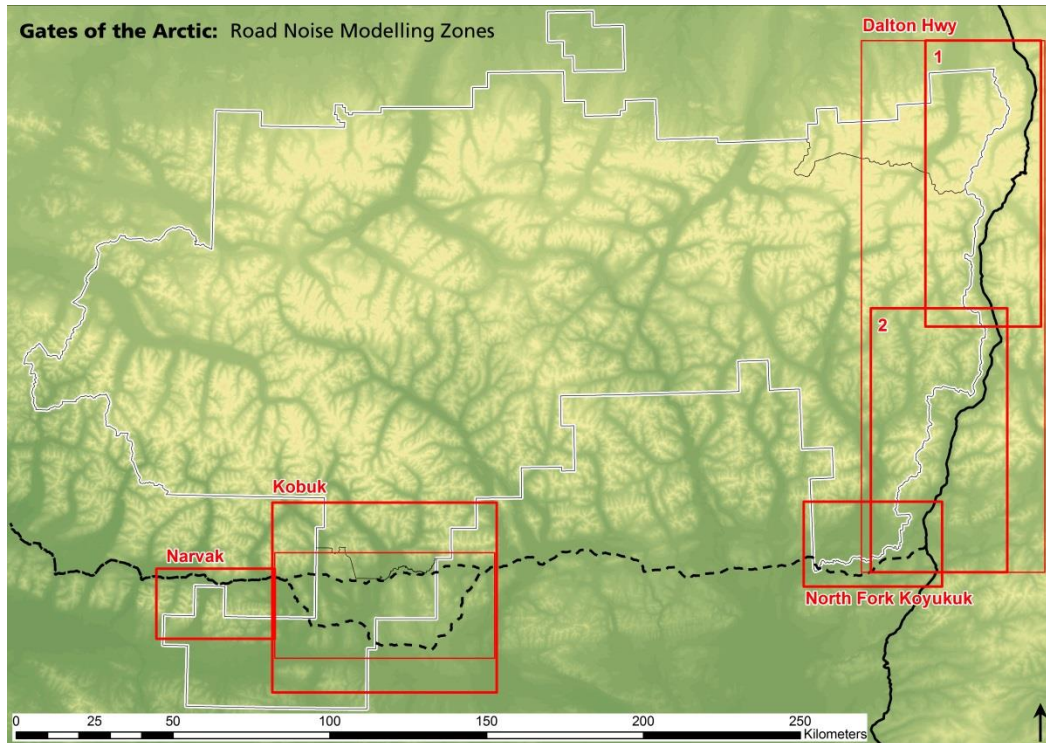 Gates of the Arctic: Road Noise Modelling Zones
Dalton Hwy
1
2
Kobuk
Narvak
North Fork Koyukuk
0 25 50 100 150 200 250
Kilometers